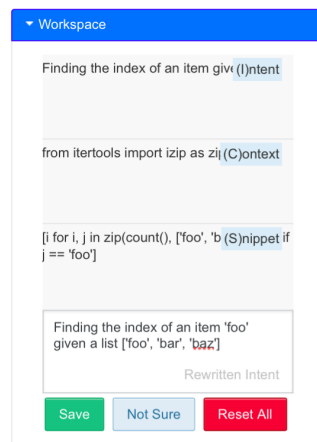 Workspace
Finding the index of an item give (I)ntent
from itertools import izip as zi (C)ontext
[i for i, j in zip(count(), ['foo', 'b (S)nippet if
j == 'foo']
Finding the index of an item 'foo'
given a list ['foo', 'bar', 'baz']
Rewritten Intent
Save Not Sure Reset All